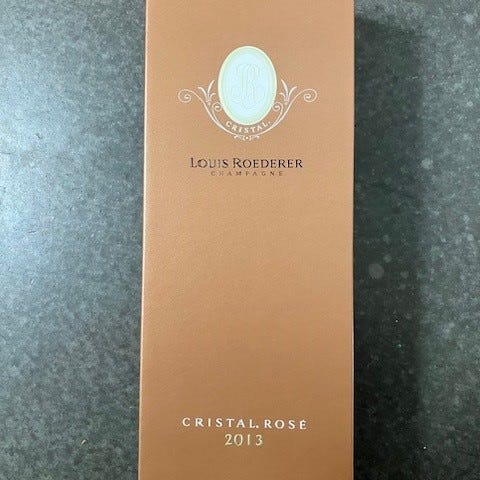 CRISTAL.
LOUIS ROEDERER
CHAMPAGNE
CRISTAL.ROSÉ
2013